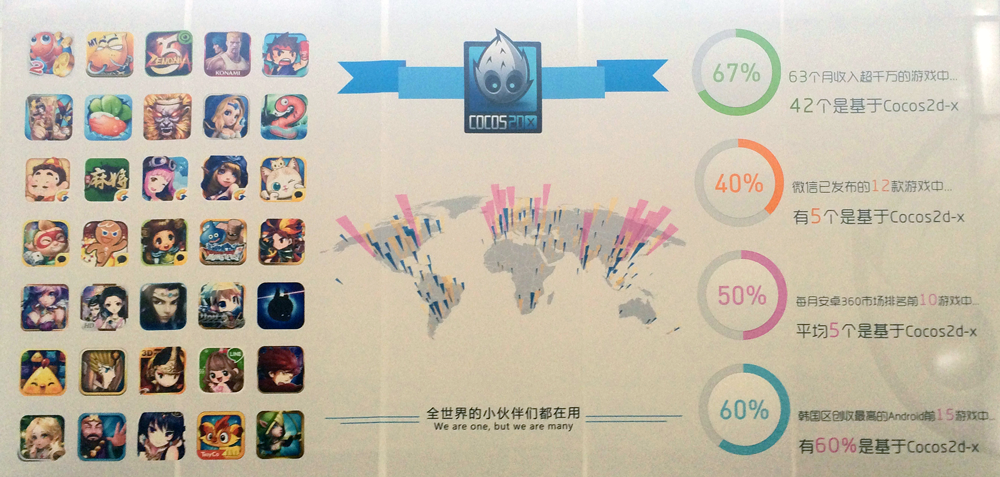 KONAMI
麻将
HD
3D
LINE
COCOS2DX
全世界的小伙伴们都在用
We are one, but we are many
67%
63个月收入超千万的游戏中...
42个是基于Cocos2d-x
40%
微信已发布的12款游戏中...
有5个是基于Cocos2d-x
50%
每月安卓360市场排名前10游戏中...
平均5个是基于Cocos2d-x
60%
韩国区创收最高的Android前15游戏中...
有60%是基于Cocos2d-x